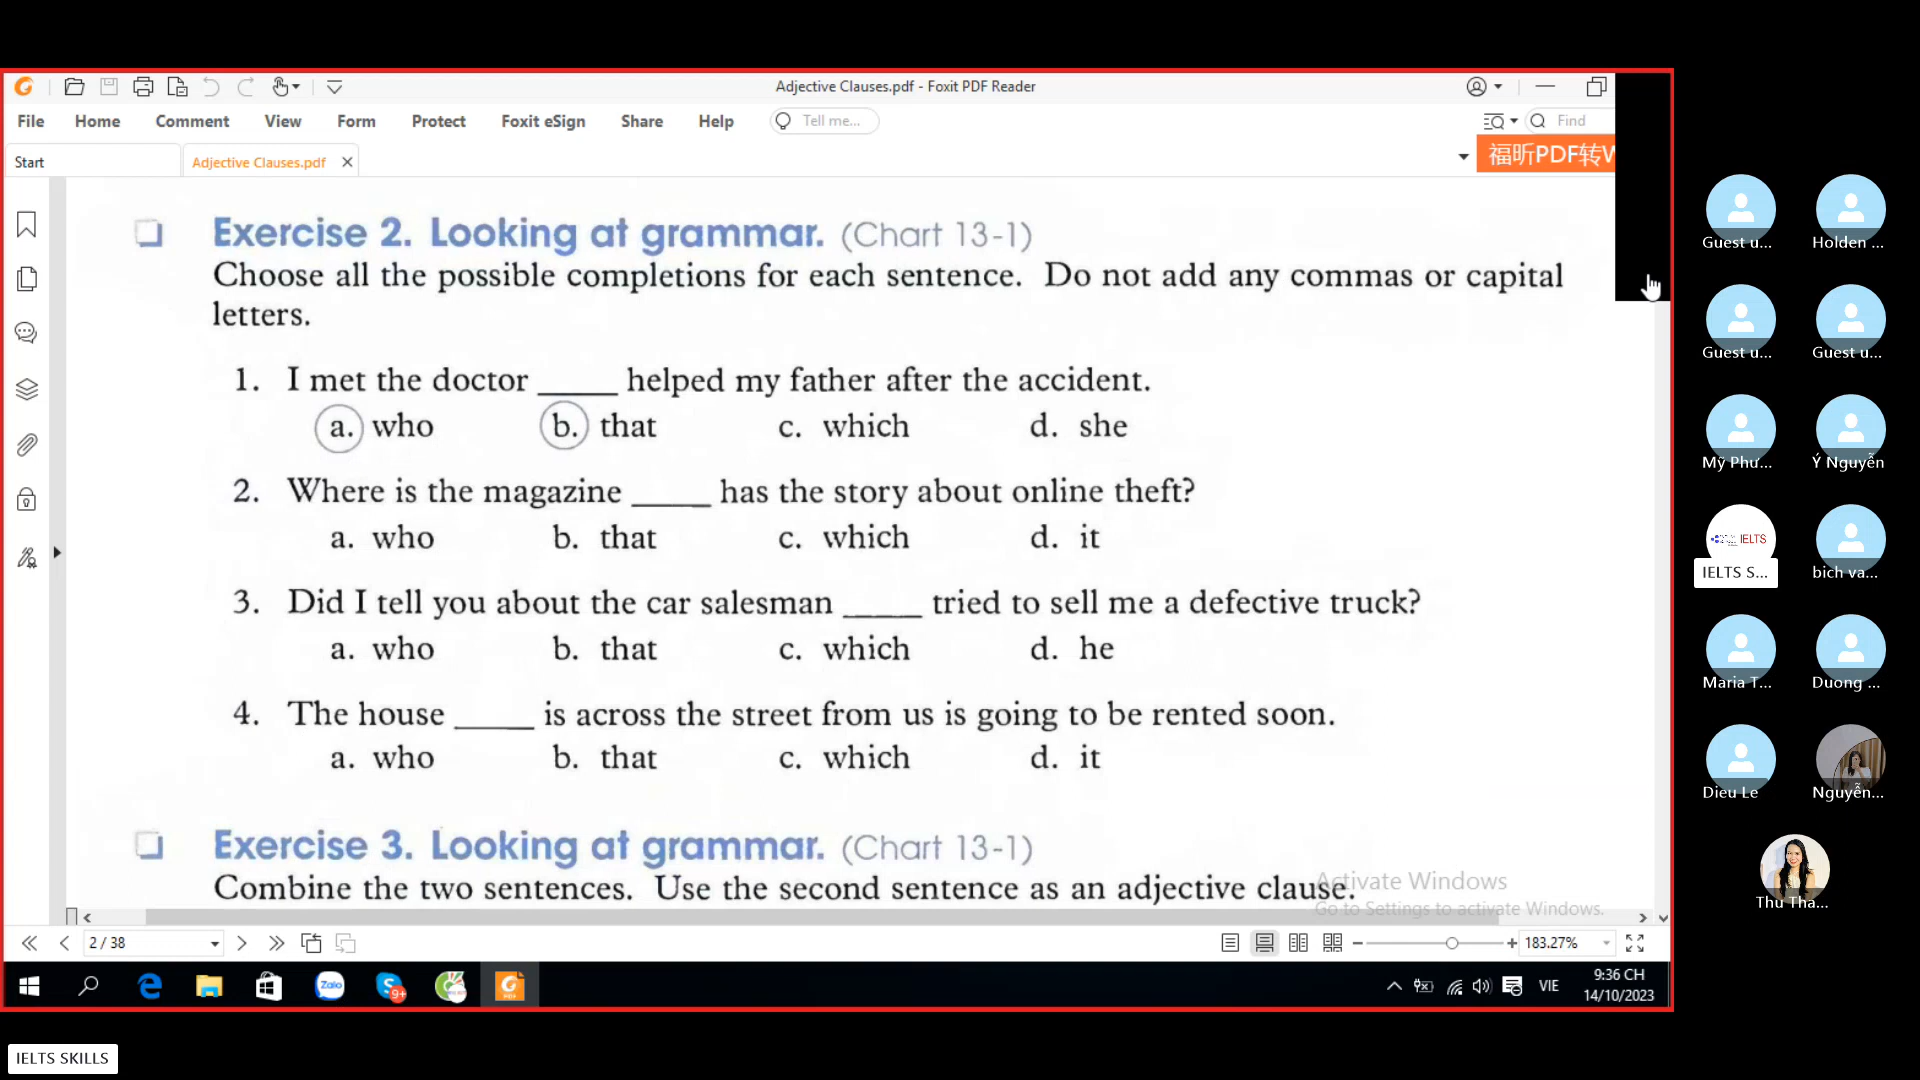 Adjective Clauses.pdf - Foxit PDF Reader
File Home Comment View Form Protect Foxit eSign Share Help Tell me... Find
Start Adjective Clauses.pdf 福昕PDF转W
Exercise 2. Looking at grammar. (Chart 13-1)
Choose all the possible completions for each sentence. Do not add any commas or capital
letters.
1. I met the doctor _____ helped my father after the accident.
a. who b. that c. which d. she
2. Where is the magazine _____ has the story about online theft?
a. who b. that c. which d. it
3. Did I tell you about the car salesman _____ tried to sell me a defective truck?
a. who b. that c. which d. he
4. The house _____ is across the street from us is going to be rented soon.
a. who b. that c. which d. it
Exercise 3. Looking at grammar. (Chart 13-1)
Combine the two sentences. Use the second sentence as an adjective clause.
Activate Windows
Go to Settings to activate Windows.
2 / 38 183.27%
Zalo 9+ VIE 9:36 CH
14/10/2023
IELTS SKILLS
Guest u... Holden ...
Guest u... Guest u...
Mỹ Phư... Ý Nguyễn
IELTS
IELTS S... bich va...
Maria T... Duong ...
Dieu Le Nguyễn...
Thu Tha...